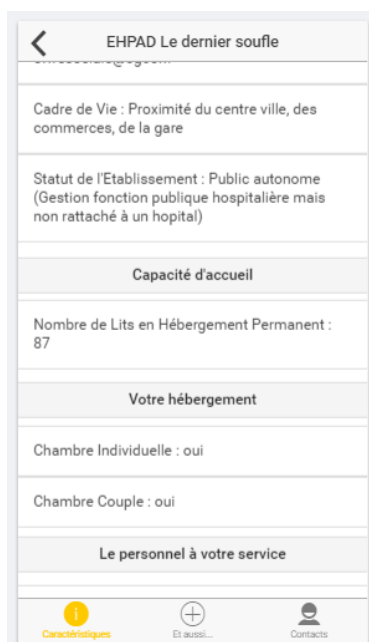 EHPAD Le dernier soufle
Cadre de Vie : Proximité du centre ville, des
commerces, de la gare
Statut de l'Etablissement : Public autonome
(Gestion fonction publique hospitalière mais
non rattaché à un hopital)
Capacité d'accueil
Nombre de Lits en Hébergement Permanent :
87
Votre hébergement
Chambre Individuelle : oui
Chambre Couple : oui
Le personnel à votre service
Caractéristiques
Et aussi...
Contacts